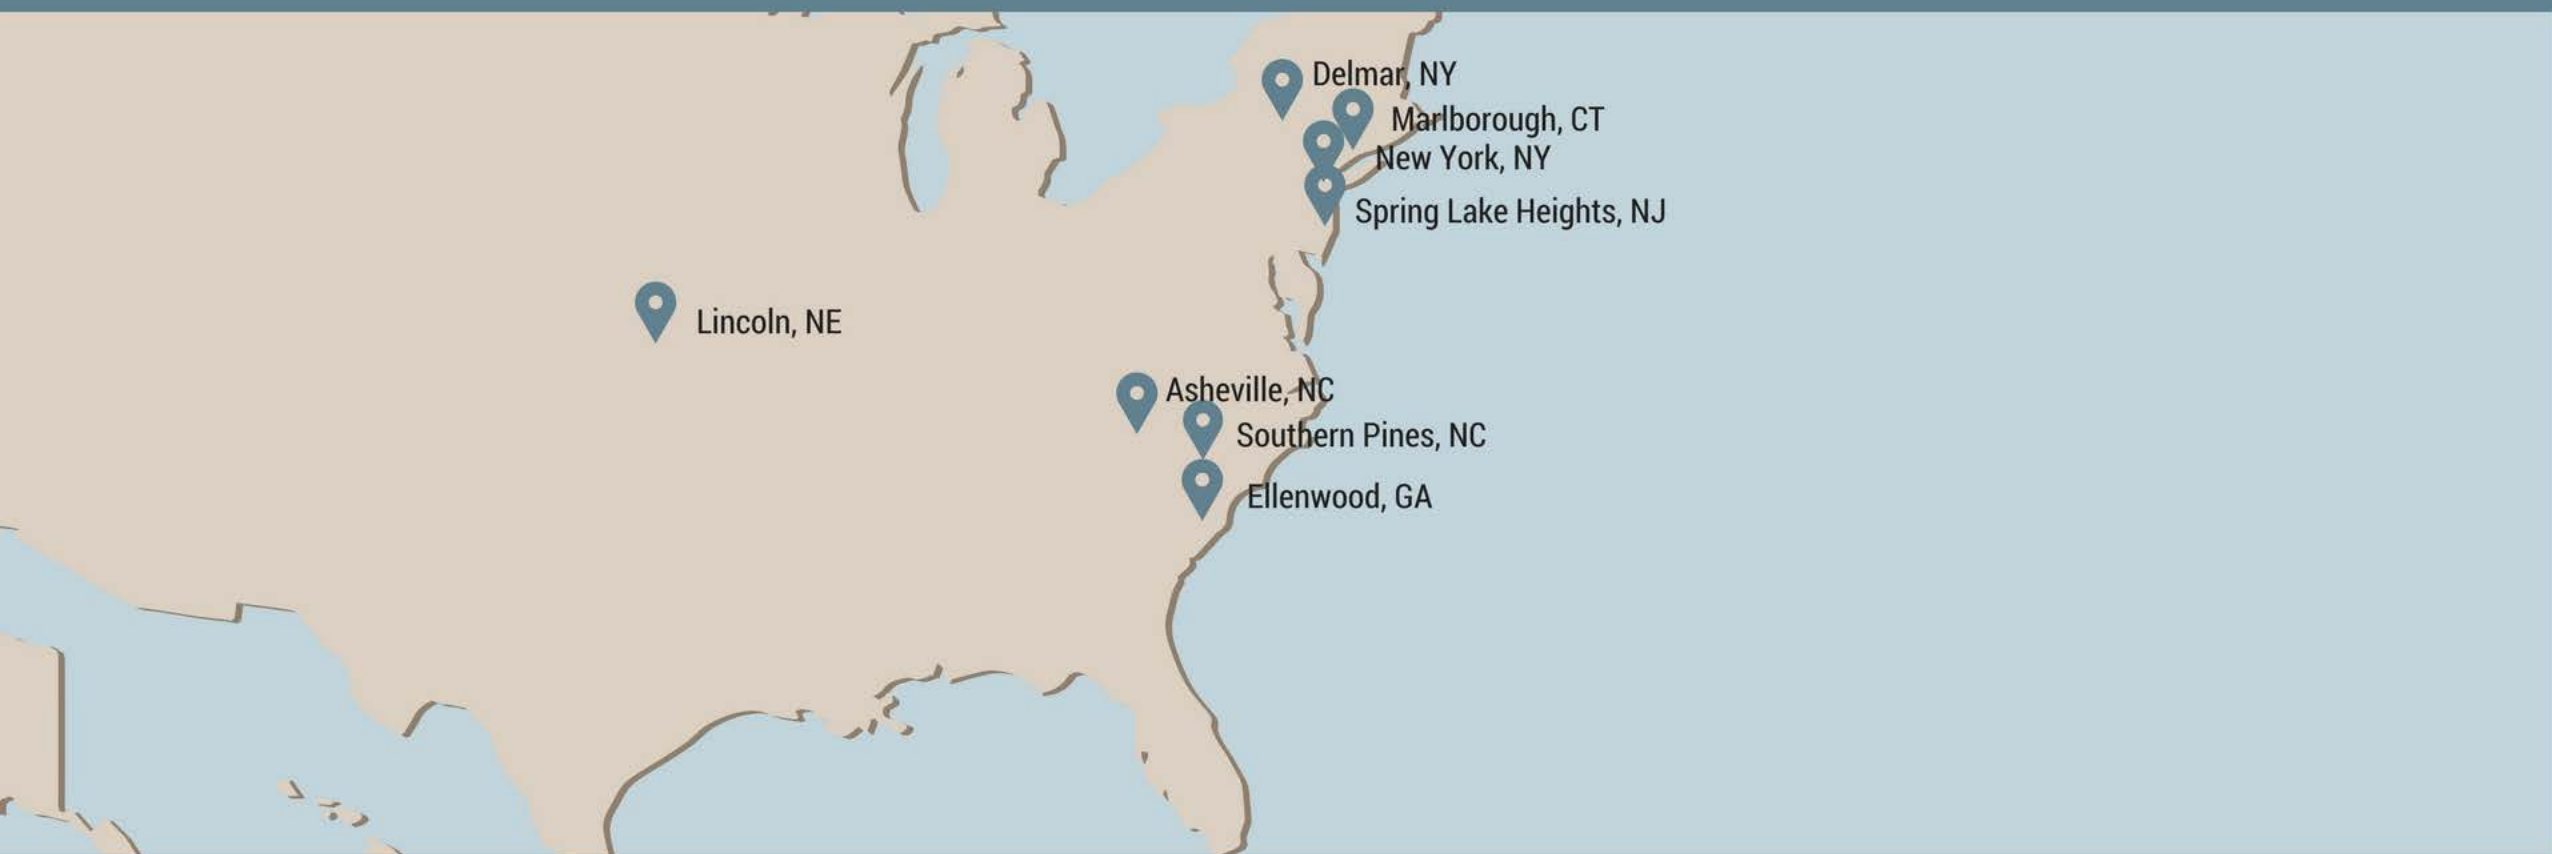 Delmar, NY
Marlborough, CT
New York, NY
Spring Lake Heights, NJ
Lincoln, NE
Asheville, NC
Southern Pines, NC
Ellenwood, GA